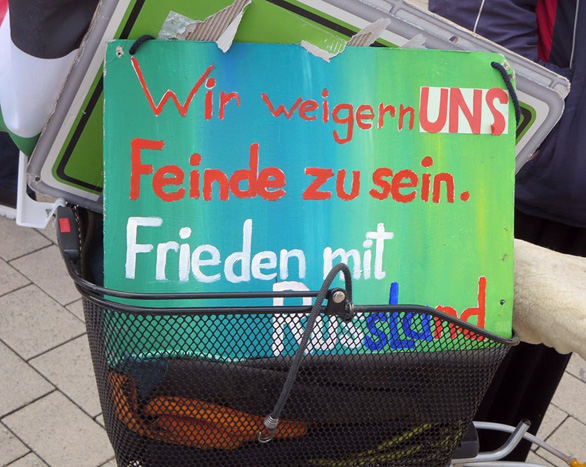 Wir weigern UNS
Feinde zu sein.
Frieden mit
Russland